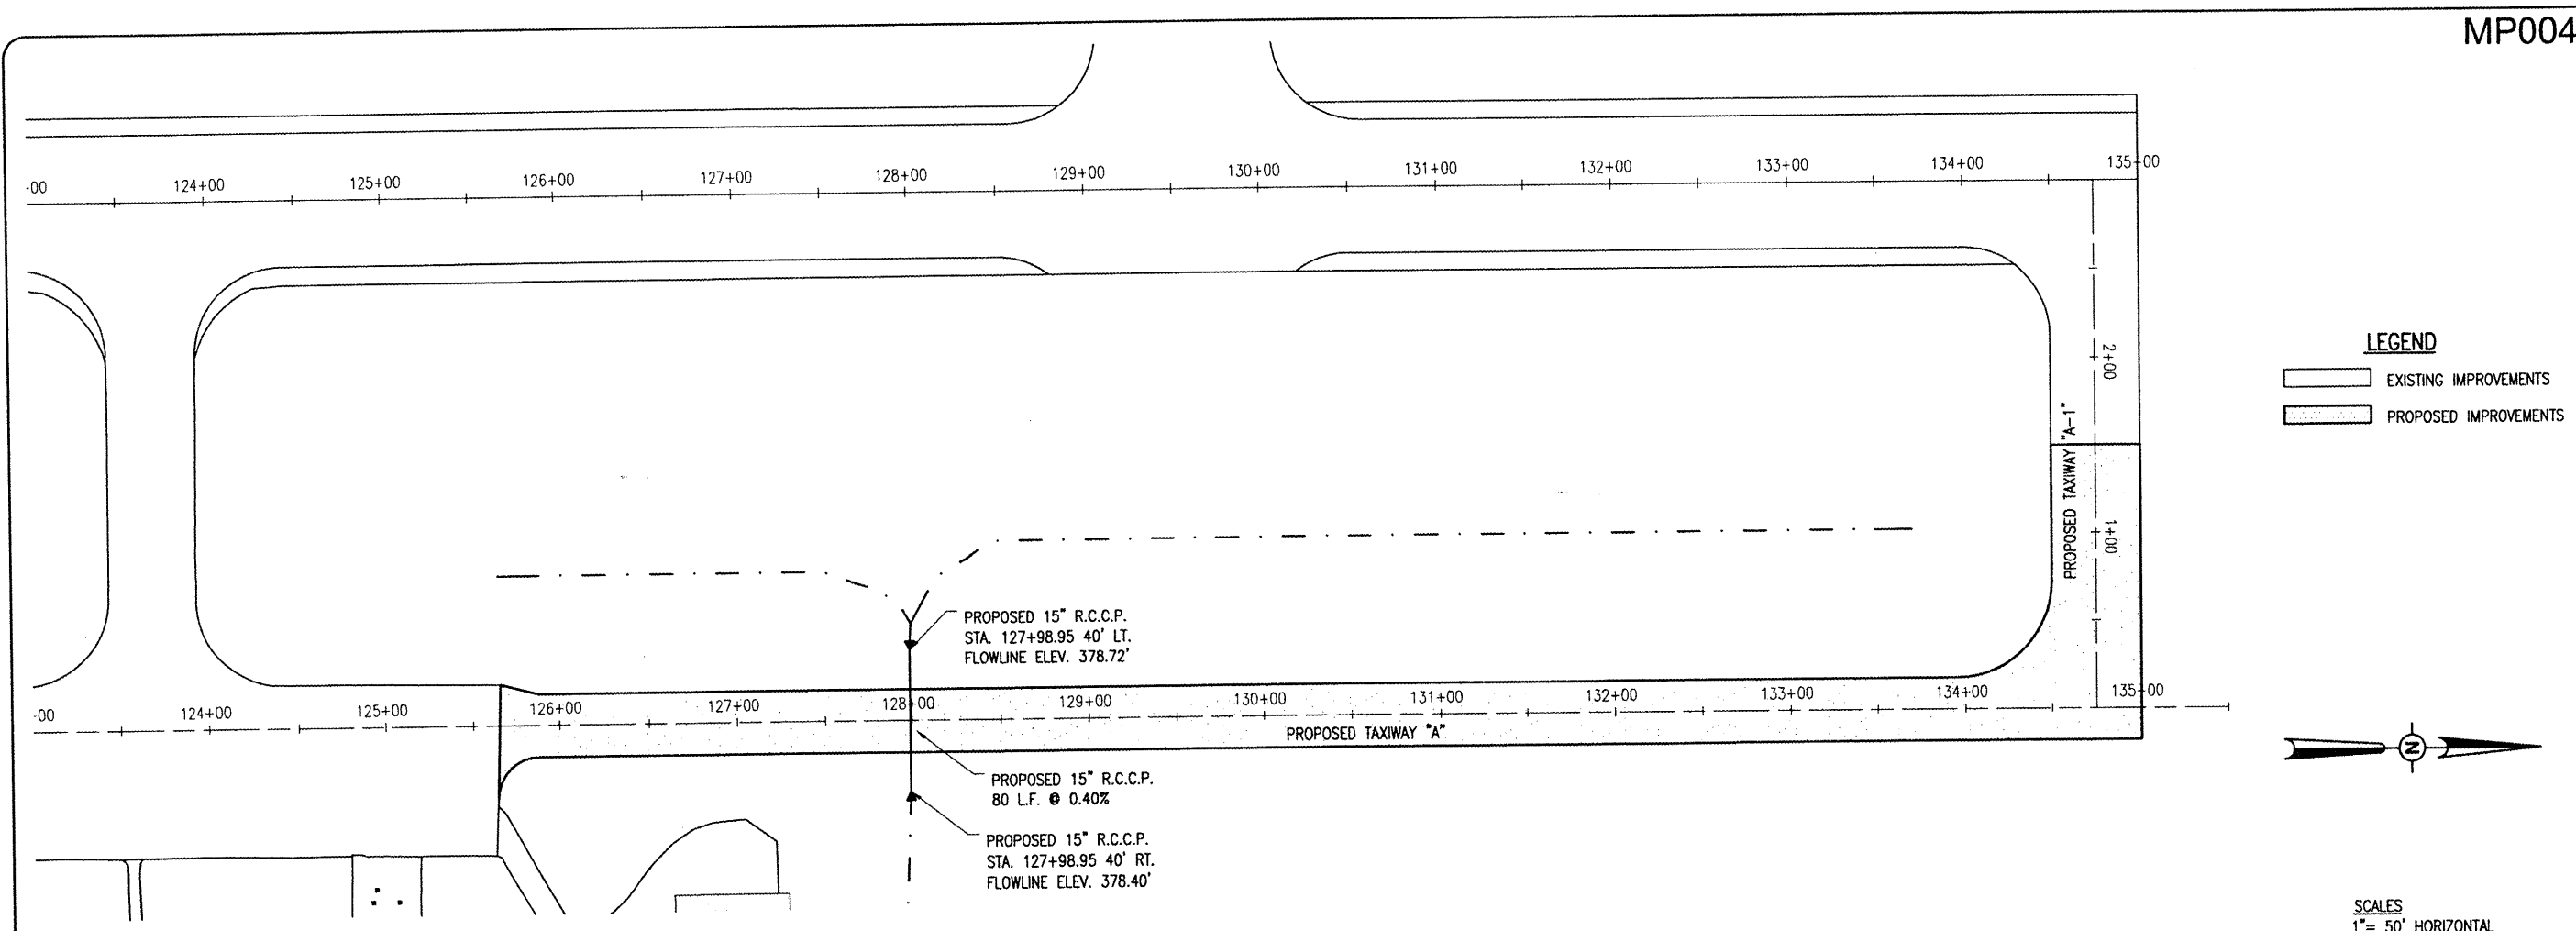 MP004
-00 124+00 125+00 126+00 127+00 128+00 129+00 130+00 131+00 132+00 133+00 134+00 135+00
2+00
LEGEND
EXISTING IMPROVEMENTS
PROPOSED IMPROVEMENTS
PROPOSED TAXIWAY "A-1"
1+00
PROPOSED 15" R.C.C.P.
STA. 127+98.95 40' LT.
FLOWLINE ELEV. 378.72'
-00 124+00 125+00 126+00 127+00 128+00 129+00 130+00 131+00 132+00 133+00 134+00 135+00
PROPOSED TAXIWAY "A"
N
PROPOSED 15" R.C.C.P.
80 L.F. @ 0.40%
PROPOSED 15" R.C.C.P.
STA. 127+98.95 40' RT.
FLOWLINE ELEV. 378.40'
SCALES
1"= 50' HORIZONTAL